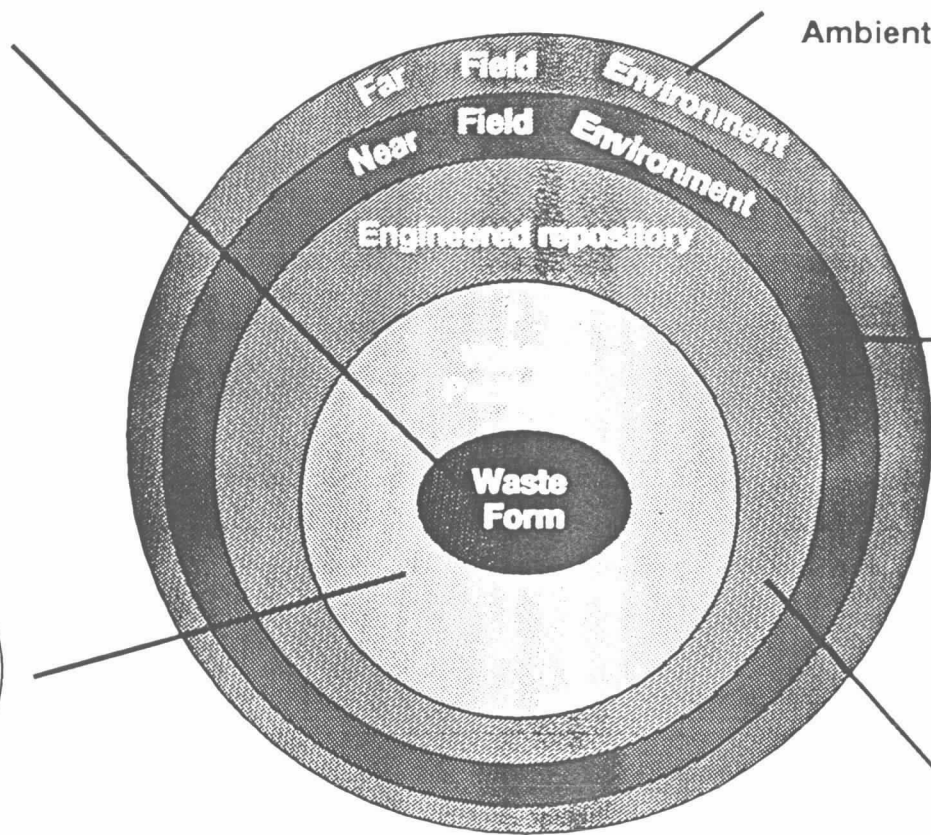 Ambient
Far Field Environment
Near Field Environment
Engineered repository
Waste
Form